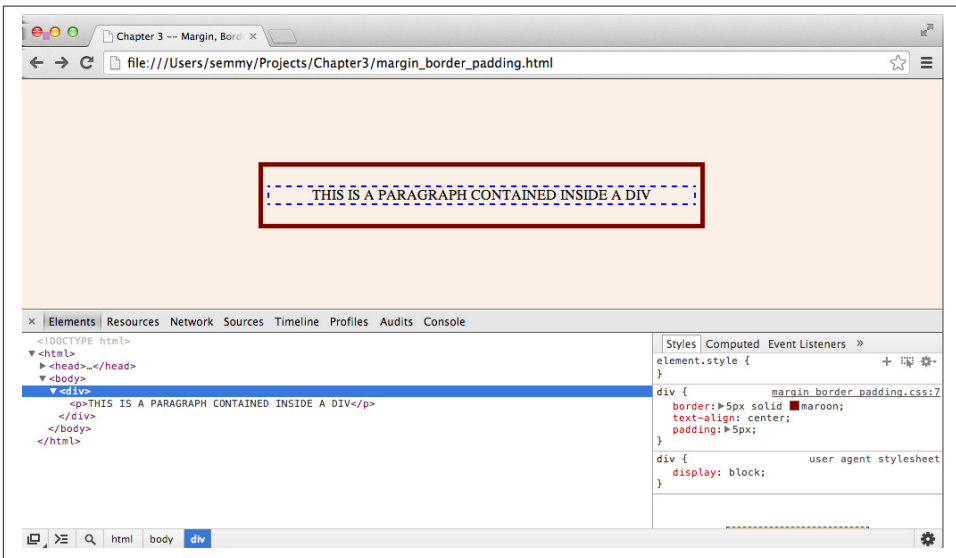 Chapter 3 -- Margin, Bord
file:///Users/semmy/Projects/Chapter3/margin_border_padding.html
THIS IS A PARAGRAPH CONTAINED INSIDE A DIV
× Elements Resources Network Sources Timeline Profiles Audits Console
<!DOCTYPE html>
▼<html>
▶<head>…</head>
▼<body>
▼<div>
<p>THIS IS A PARAGRAPH CONTAINED INSIDE A DIV</p>
</div>
</body>
</html>
Styles Computed Event Listeners »
element.style {
}
div { margin_border_padding.css:7
border:▶5px solid maroon;
text-align: center;
padding:▶5px;
}
div { user agent stylesheet
display: block;
}
html body div